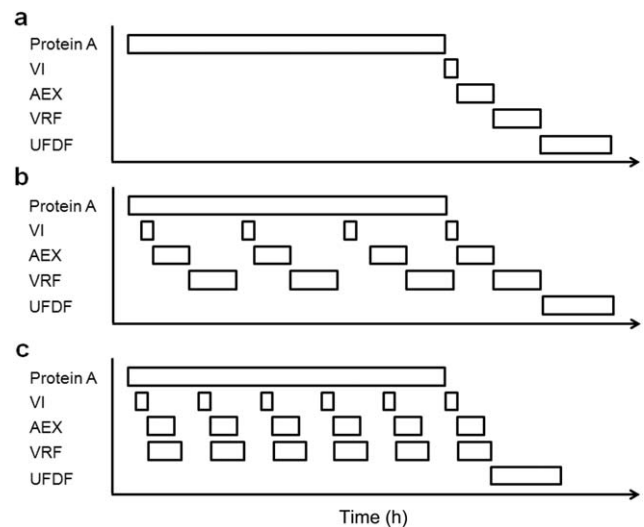 a
Protein A
VI
AEX
VRF
UFDF
b
Protein A
VI
AEX
VRF
UFDF
c
Protein A
VI
AEX
VRF
UFDF
Time (h)